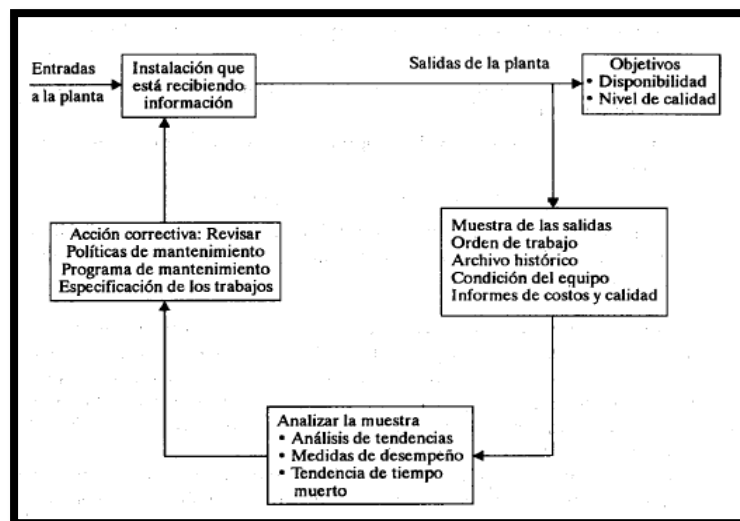 Entradas
a la planta
Instalación que
está recibiendo
información
Salidas de la planta
Objetivos
• Disponibilidad
• Nivel de calidad
Muestra de las salidas
Orden de trabajo
Archivo histórico
Condición del equipo
Informes de costos y calidad
Analizar la muestra
• Análisis de tendencias
• Medidas de desempeño
• Tendencia de tiempo
muerto
Acción correctiva: Revisar
Políticas de mantenimiento
Programa de mantenimiento
Especificación de los trabajos